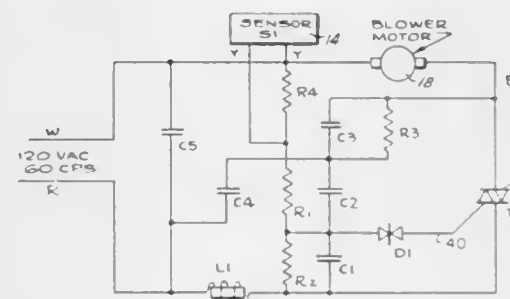 SENSOR
S1
14
Y Y
BLOWER
MOTOR
18
R4
W
C5
C3
R3
120 VAC
60 CPS
R
C4
R1
C2
D1
40
L1
R2
C1